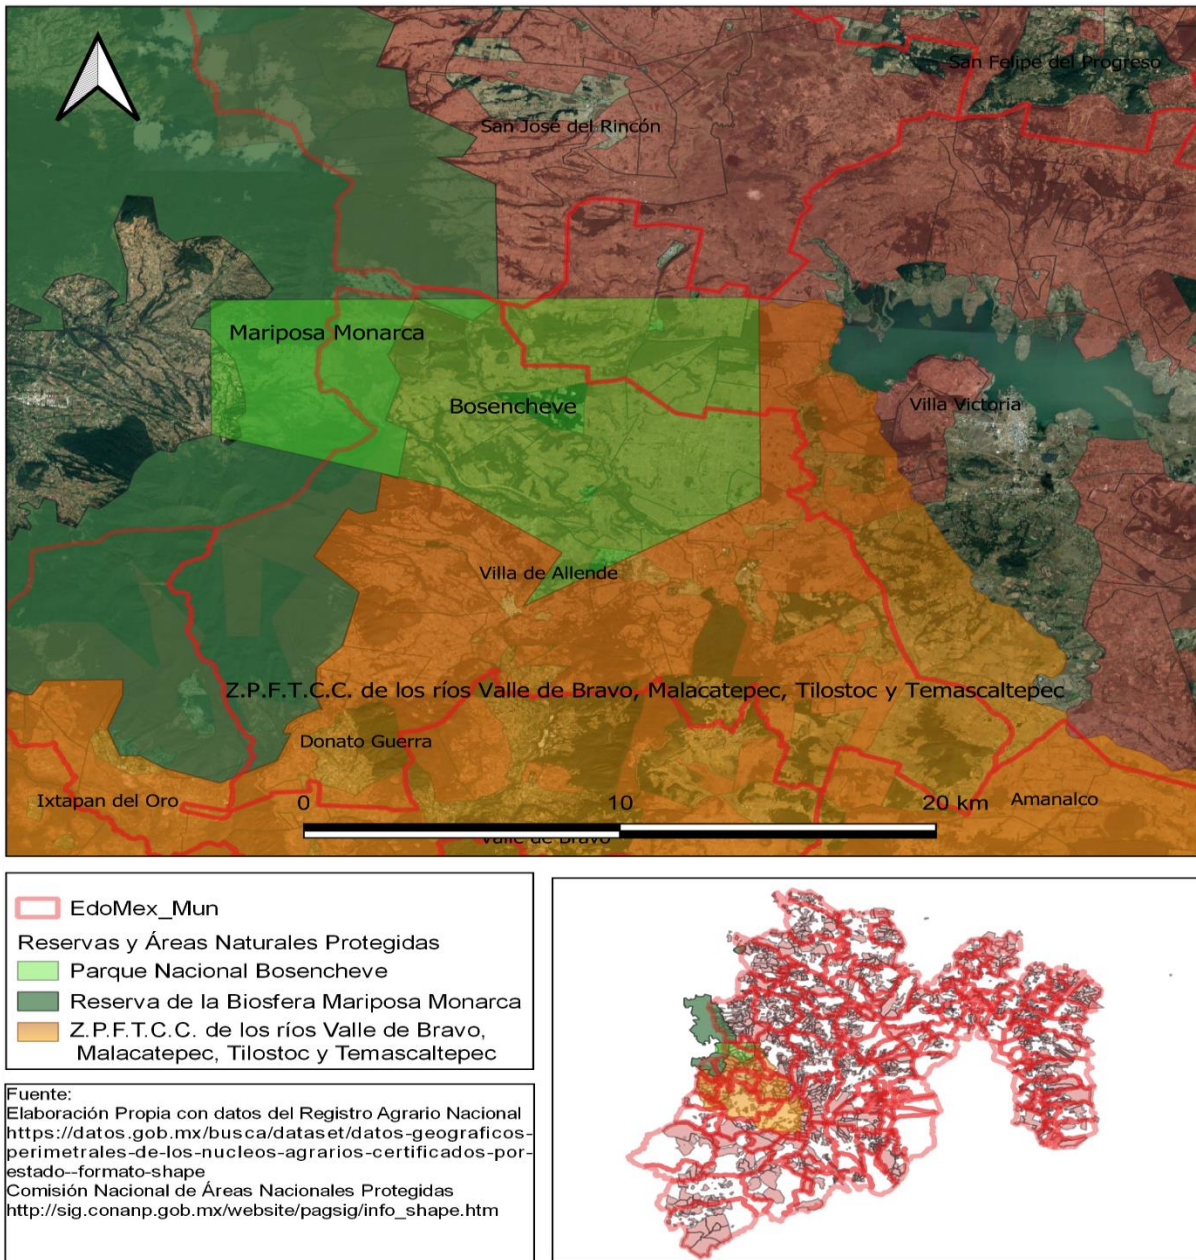 San Felipe del Progreso
San José del Rincón
Mariposa Monarca
Bosencheve
Villa Victoria
Villa de Allende
Z.P.F.T.C.C. de los ríos Valle de Bravo, Malacatepec, Tilostoc y Temascaltepec
Donato Guerra
Ixtapan del Oro
0 10 20 km
Amanalco
Valle de Bravo
EdoMex_Mun
Reservas y Áreas Naturales Protegidas
Parque Nacional Bosencheve
Reserva de la Biosfera Mariposa Monarca
Z.P.F.T.C.C. de los ríos Valle de Bravo,
Malacatepec, Tilostoc y Temascaltepec
Fuente:
Elaboración Propia con datos del Registro Agrario Nacional
https://datos.gob.mx/busca/dataset/datos-geograficos-
perimetrales-de-los-nucleos-agrarios-certificados-por-
estado--formato-shape
Comisión Nacional de Áreas Nacionales Protegidas
http://sig.conanp.gob.mx/website/pagsig/info_shape.htm